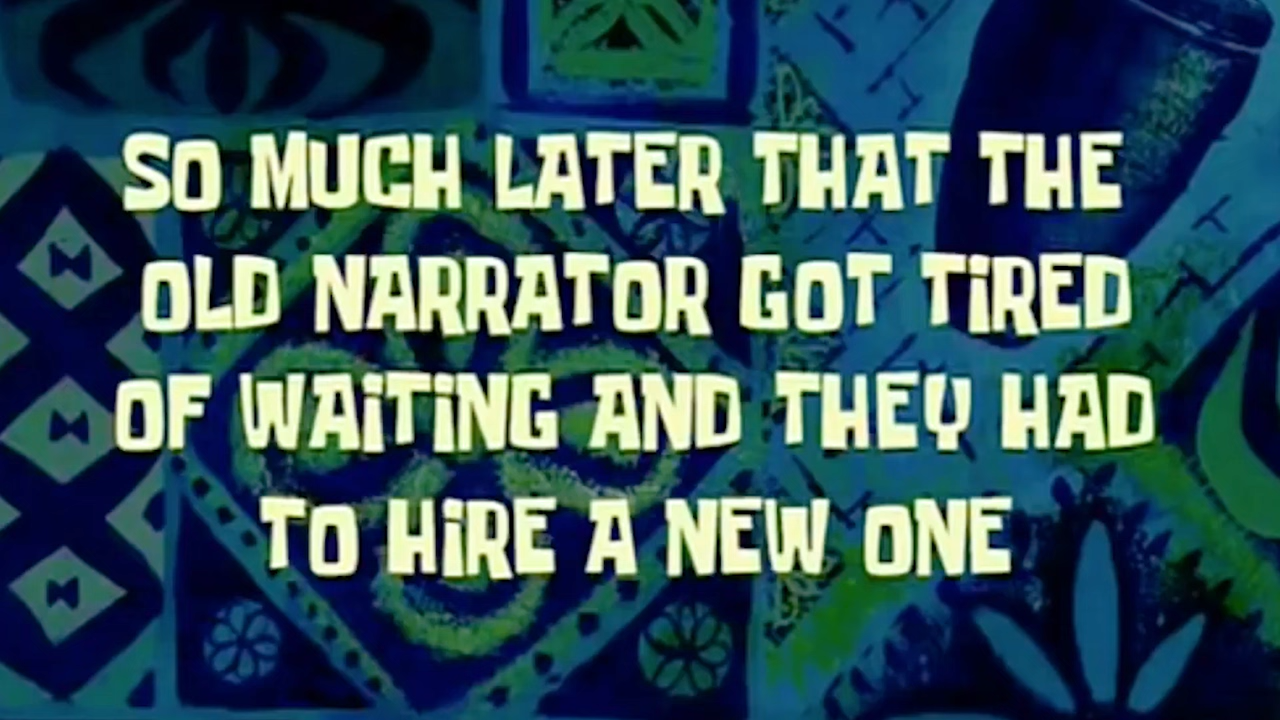 SO MUCH LATER THAT THE
OLD NARRATOR GOT TiRED
OF WAiTiNG AND THEY HAD
TO HiRE A NEW ONE